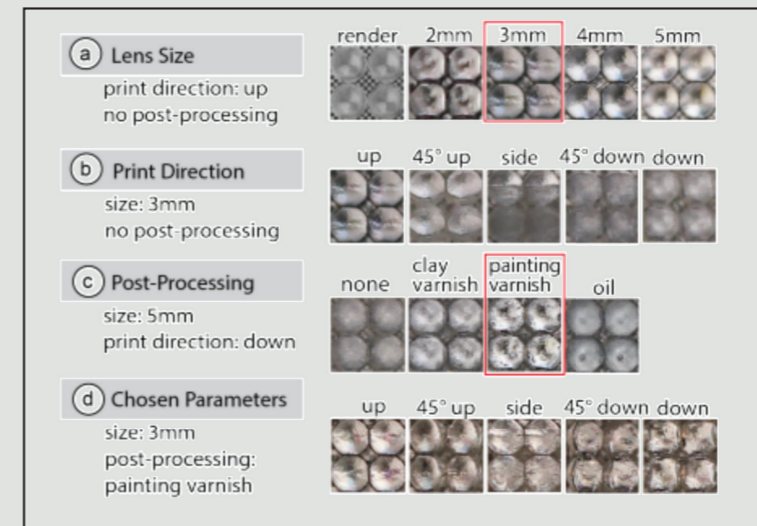 render 2mm 3mm 4mm 5mm
a Lens Size
print direction: up
no post-processing
up 45° up side 45° down down
b Print Direction
size: 3mm
no post-processing
none clay varnish painting varnish oil
c Post-Processing
size: 5mm
print direction: down
up 45° up side 45° down down
d Chosen Parameters
size: 3mm
post-processing:
painting varnish